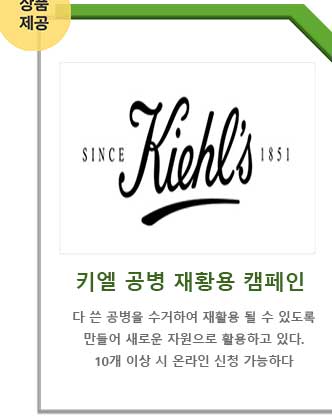 상품
제공
Kiehl's
SINCE 1851
키엘 공병 재황용 캠페인
다 쓴 공병을 수거하여 재활용 될 수 있도록
만들어 새로운 자원으로 활용하고 있다.
10개 이상 시 온라인 신청 가능하다